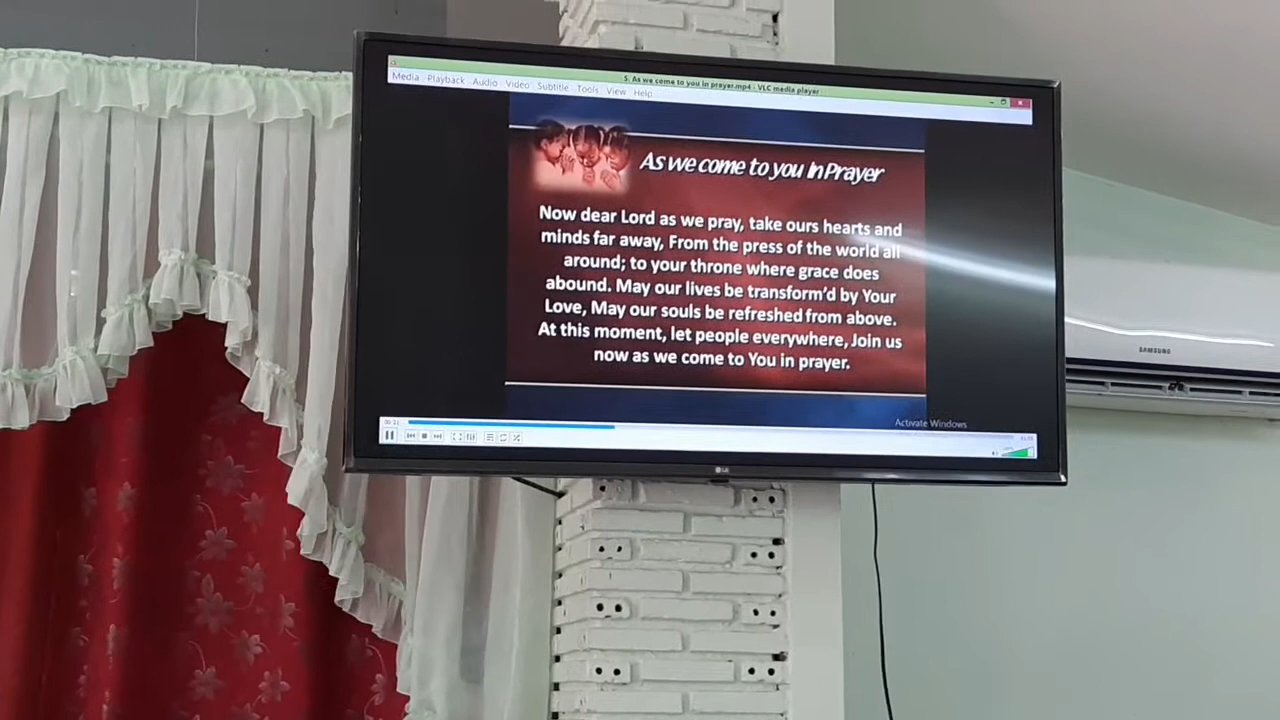 5. As we come to you in prayer.mp4 - VLC media player
Media Playback Audio Video Subtitle Tools View Help
As we come to you in Prayer
Now dear Lord as we pray, take ours hearts and
minds far away, From the press of the world all
around; to your throne where grace does
abound. May our lives be transform'd by Your
Love, May our souls be refreshed from above.
At this moment, let people everywhere, Join us
now as we come to You in prayer.
Activate Windows
LG
SAMSUNG